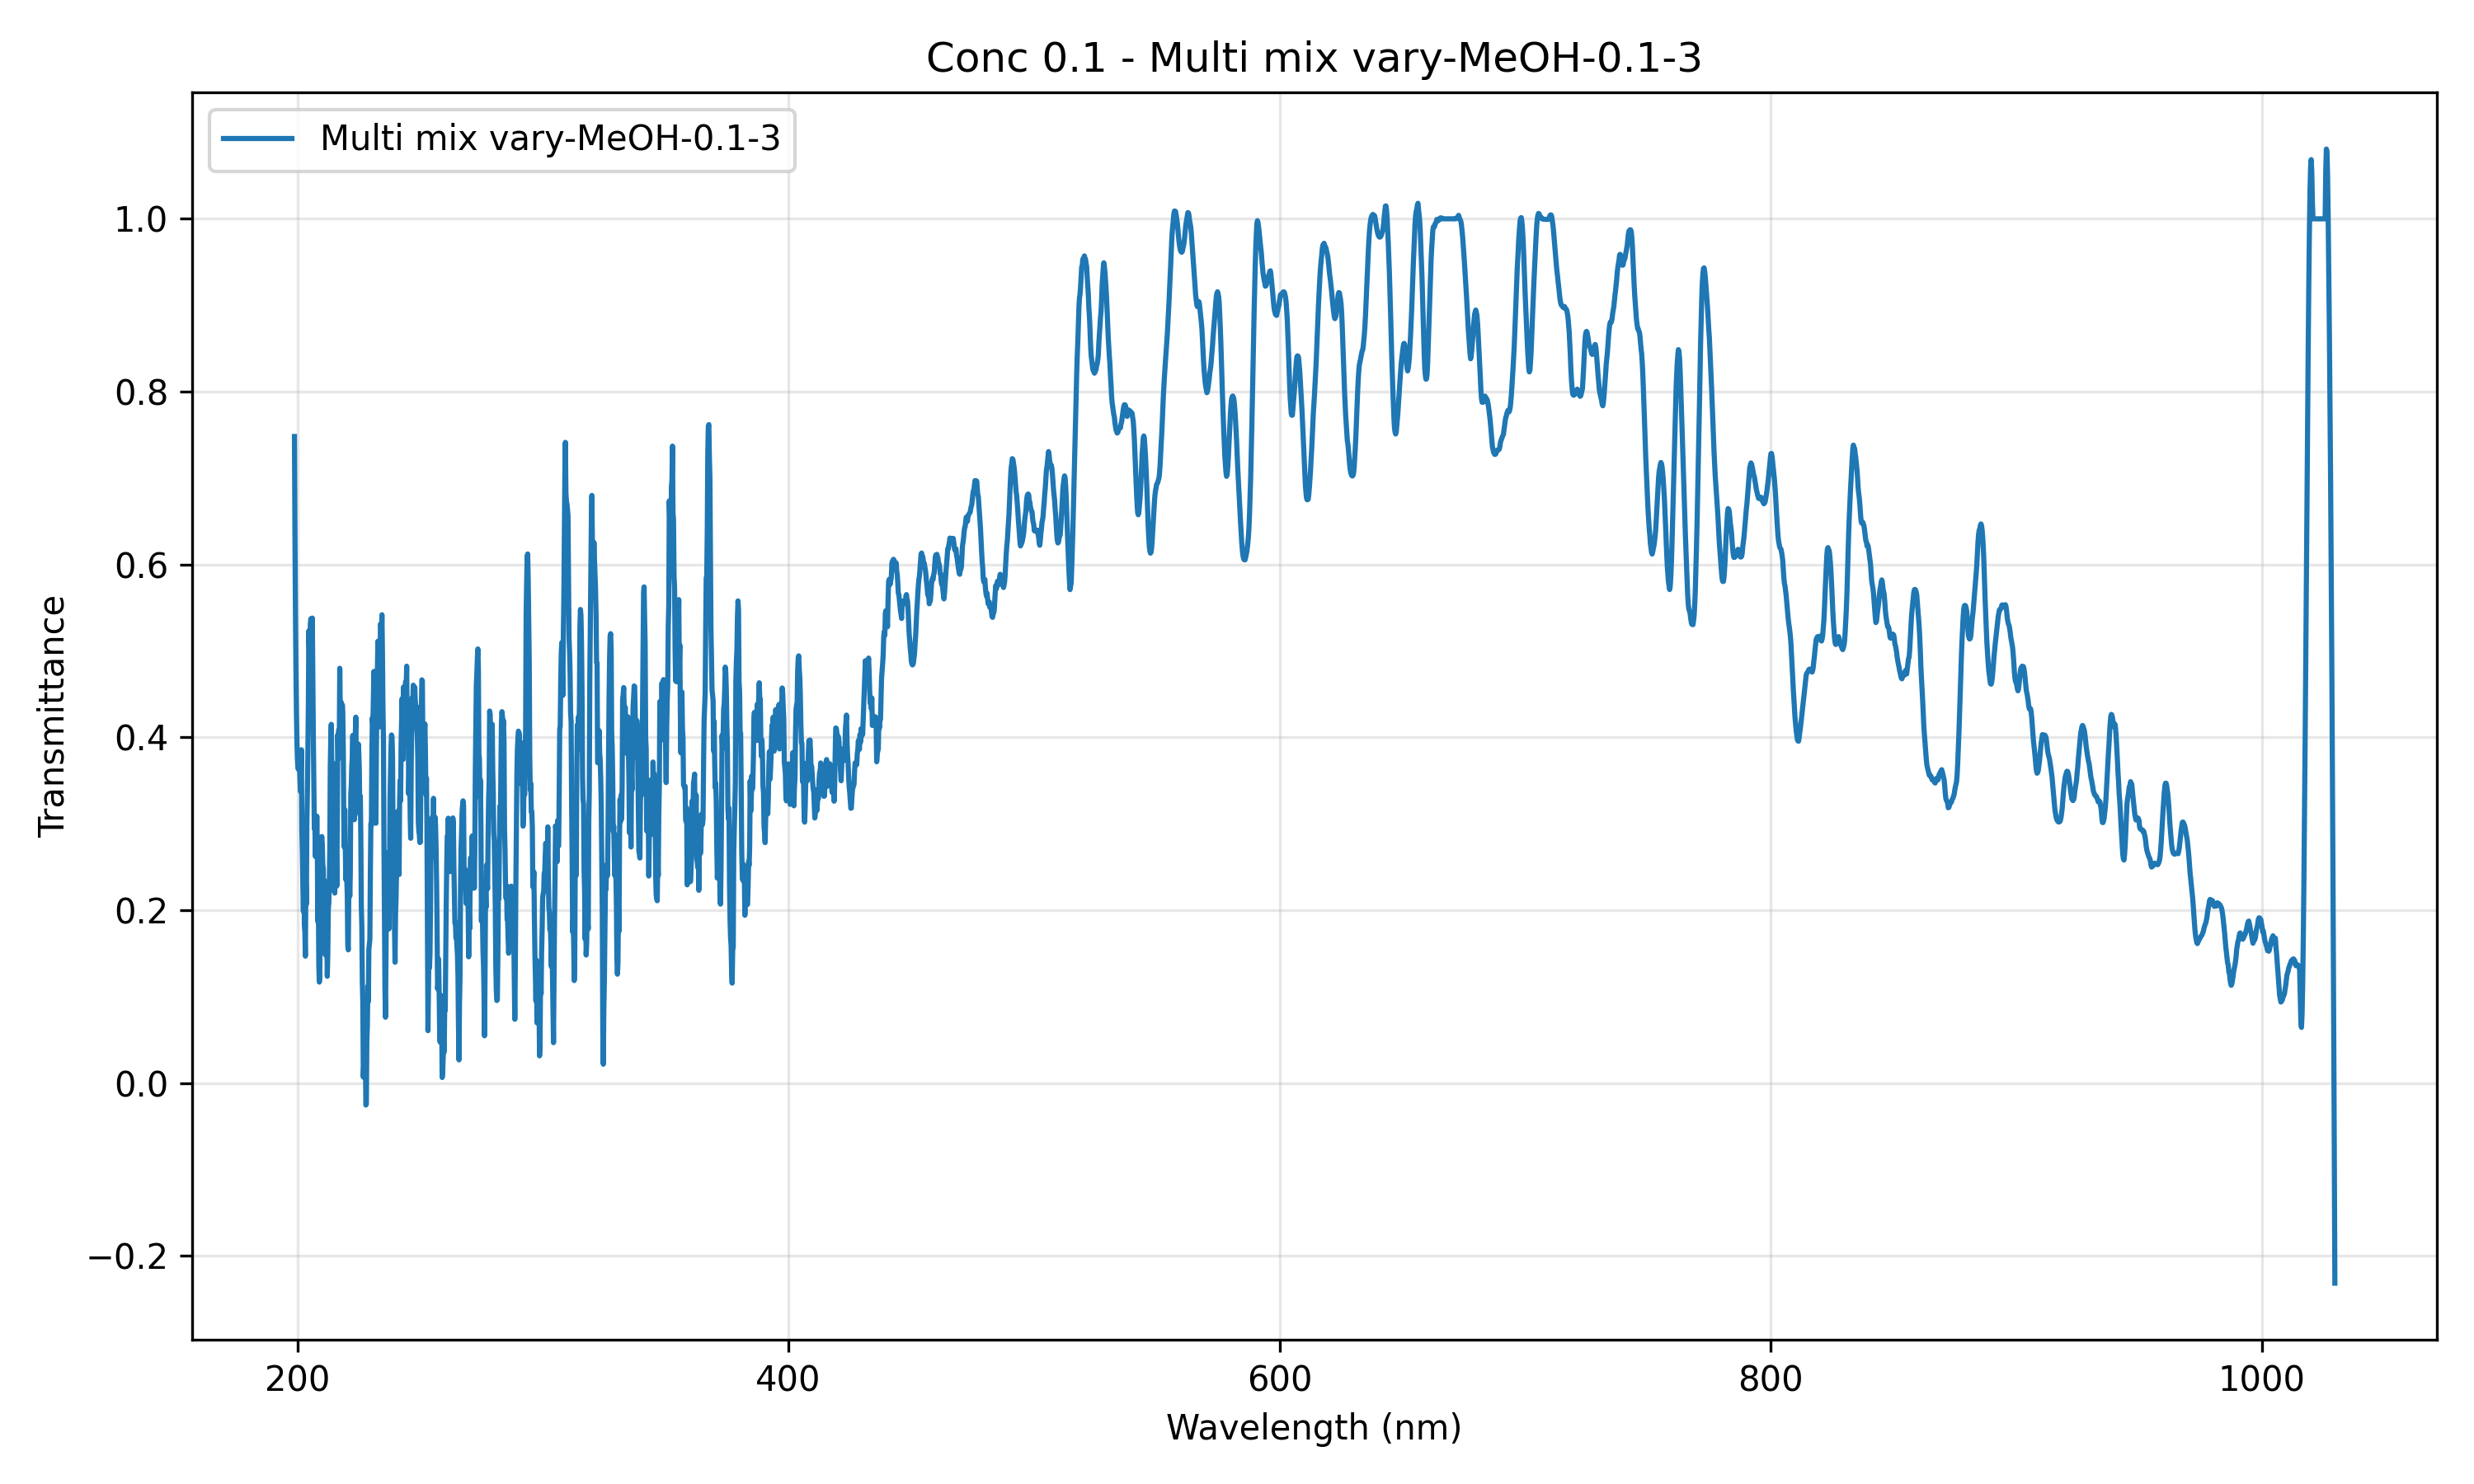 Conc 0.1 - Multi mix vary-MeOH-0.1-3
Multi mix vary-MeOH-0.1-3
Transmittance
1.0
0.8
0.6
0.4
0.2
0.0
−0.2
200 400 600 800 1000
Wavelength (nm)